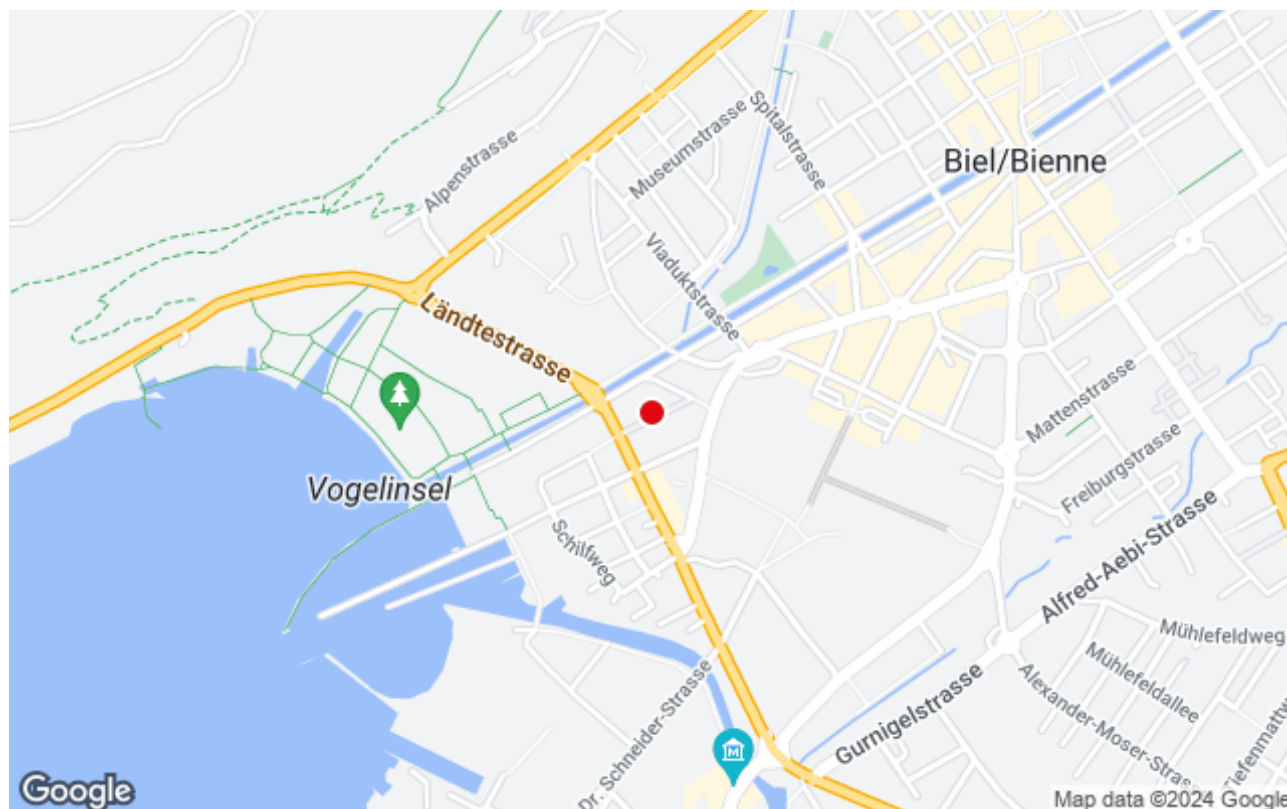 Spitalstrasse
Museumstrasse
Biel/Bienne
Alpenstrasse
Viaduktstrasse
Ländtestrasse
Mattenstrasse
Vogelinsel
Freiburgstrasse
Schilfweg
Alfred-Aebi-Strasse
Mühlefeldweg
Mühlefeldallee
Gurnigelstrasse
Dr. Schneider-Strasse
Alexander-Moser-Strass
M
Google
Map data ©2024 Google